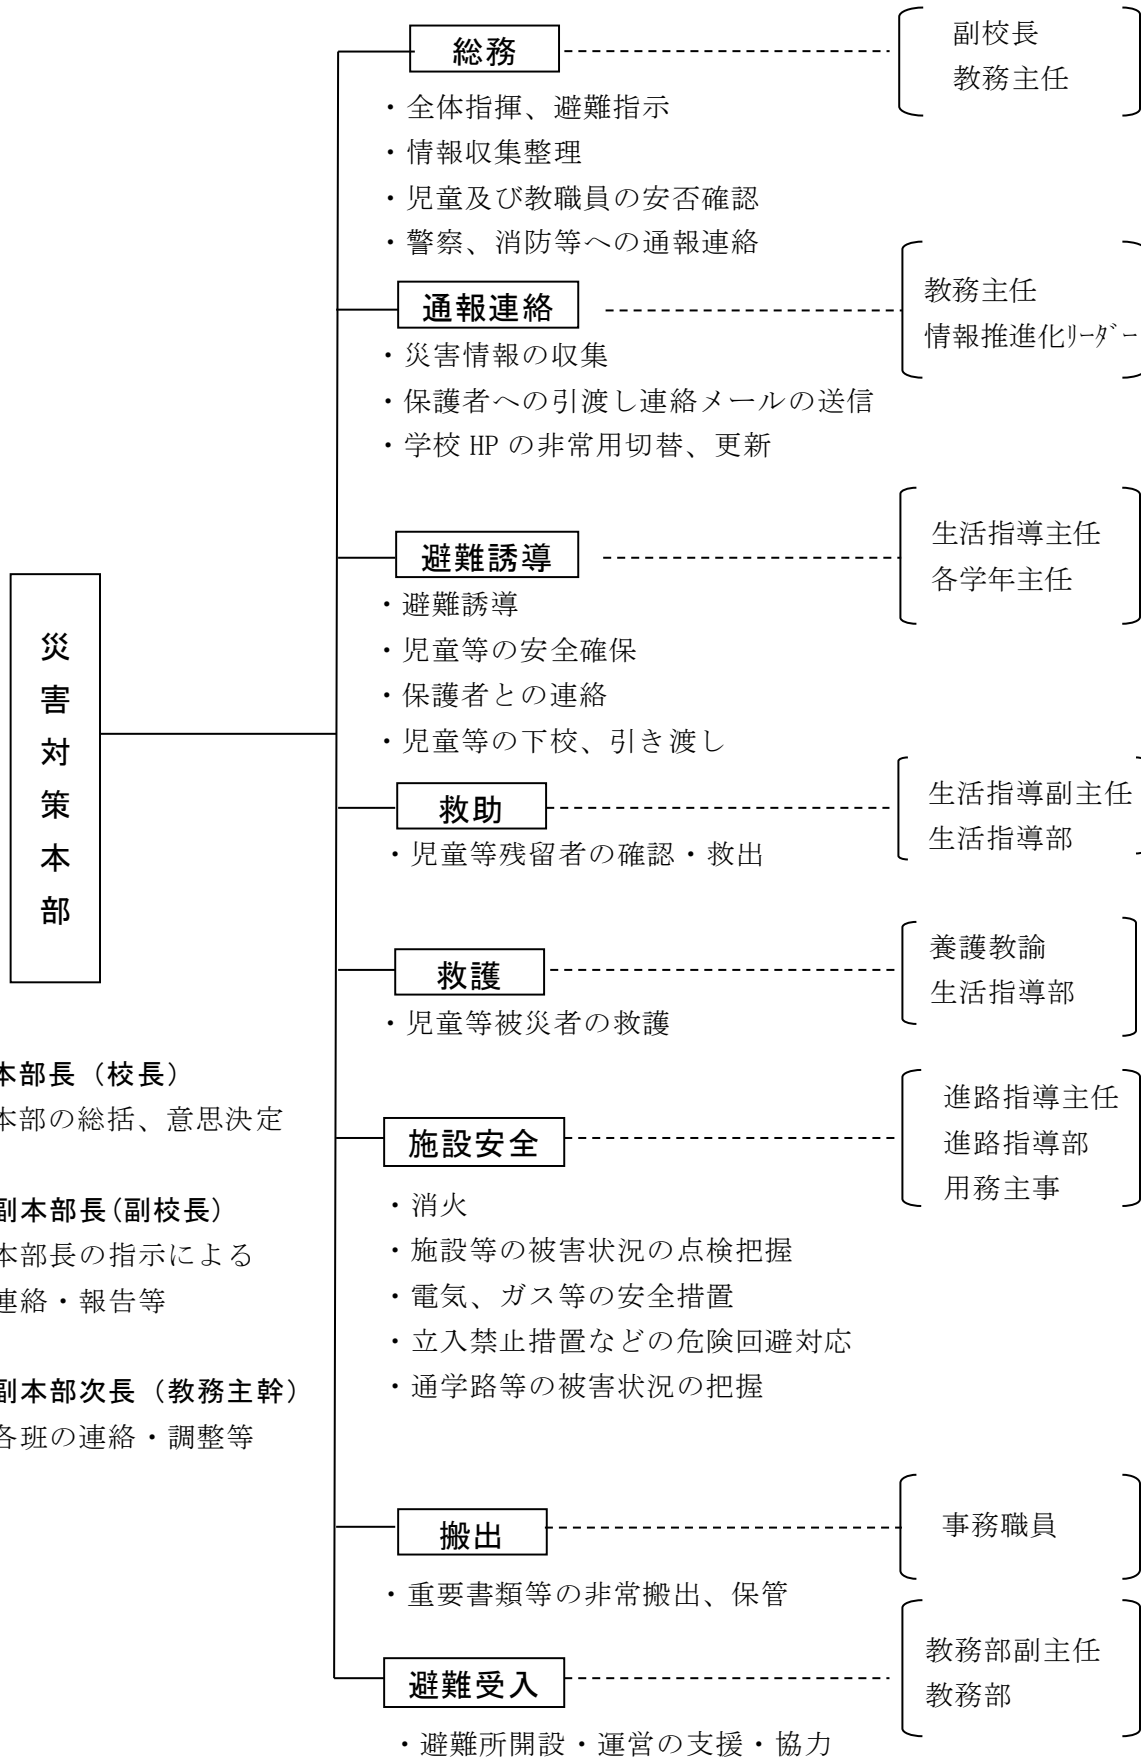 総務
副校長
教務主任
・全体指揮、避難指示
・情報収集整理
・児童及び教職員の安否確認
・警察、消防等への通報連絡
通報連絡
教務主任
情報推進化ﾘｰﾀﾞｰ
・災害情報の収集
・保護者への引渡し連絡メールの送信
・学校 HP の非常用切替、更新
避難誘導
生活指導主任
各学年主任
・避難誘導
・児童等の安全確保
・保護者との連絡
・児童等の下校、引き渡し
災害対策本部
救助
生活指導副主任
生活指導部
・児童等残留者の確認・救出
救護
養護教諭
生活指導部
・児童等被災者の救護
本部長（校長）
本部の総括、意思決定
副本部長(副校長)
本部長の指示による
連絡・報告等
副本部次長（教務主幹）
各班の連絡・調整等
施設安全
進路指導主任
進路指導部
用務主事
・消火
・施設等の被害状況の点検把握
・電気、ガス等の安全措置
・立入禁止措置などの危険回避対応
・通学路等の被害状況の把握
搬出
事務職員
・重要書類等の非常搬出、保管
避難受入
教務部副主任
教務部
・避難所開設・運営の支援・協力